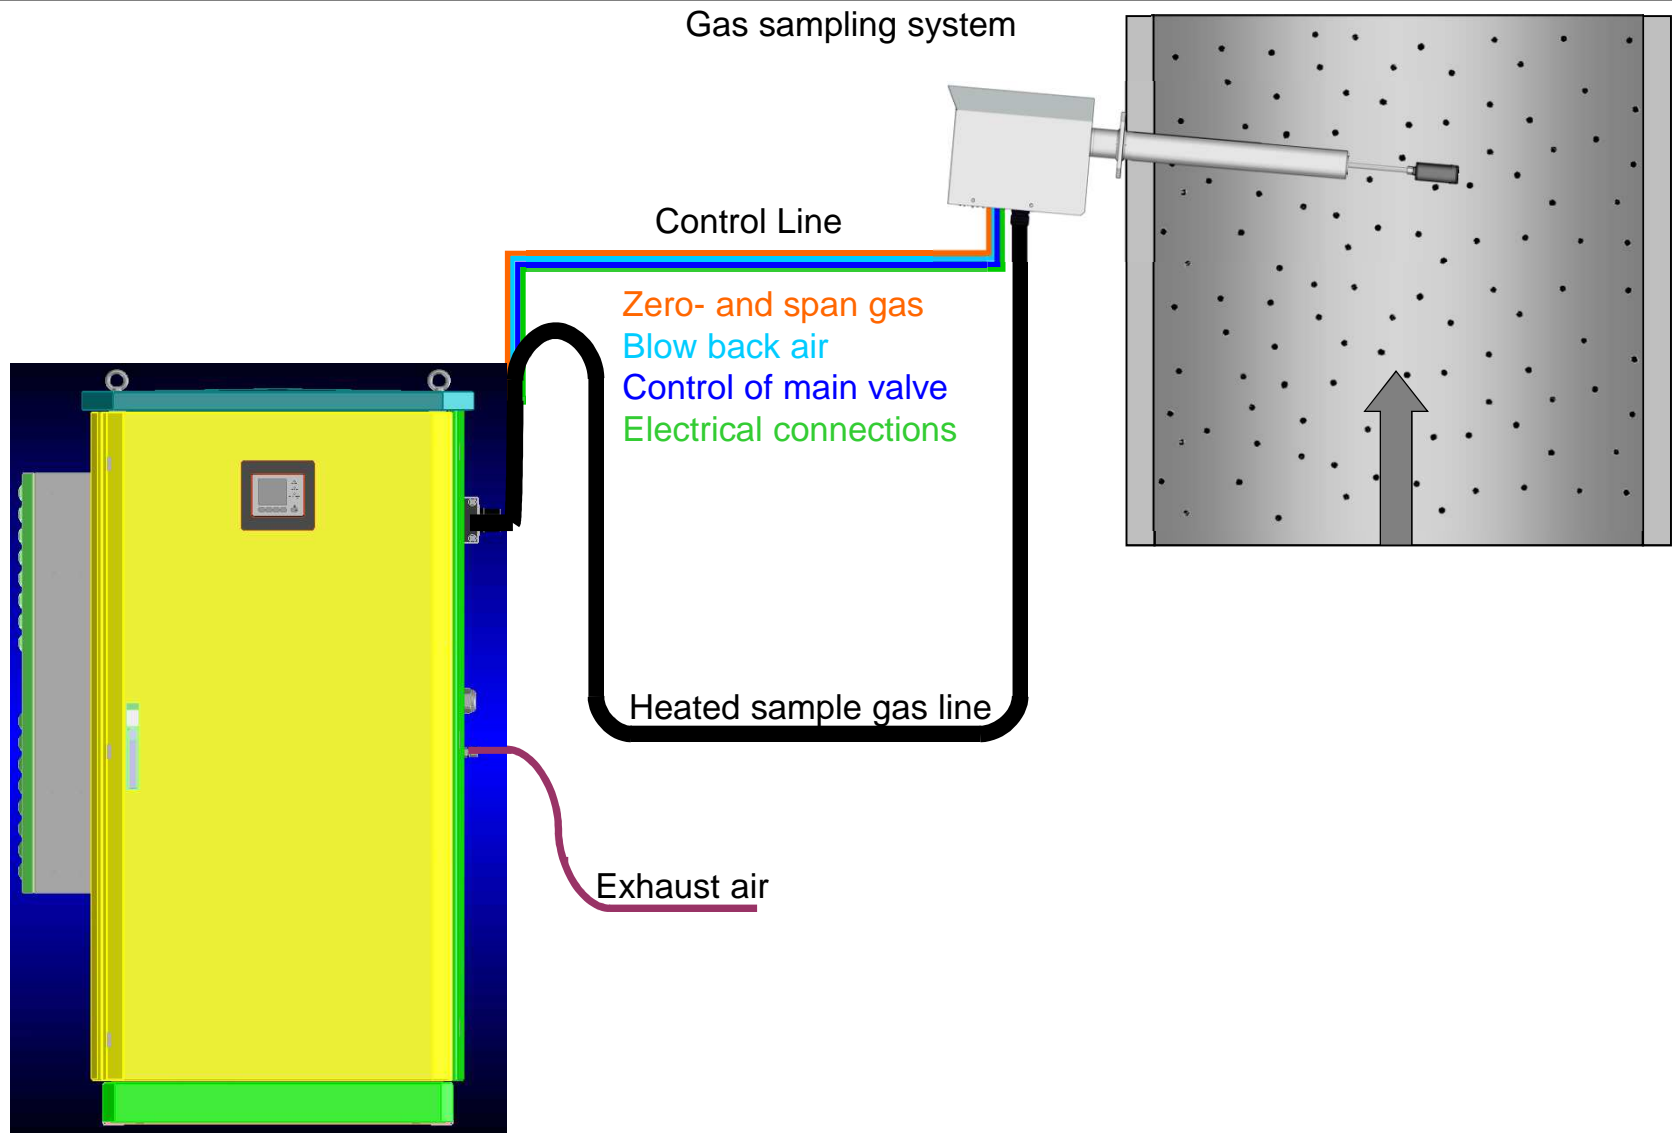 Gas sampling system
Control Line
Zero- and span gas
Blow back air
Control of main valve
Electrical connections
Heated sample gas line
Exhaust air